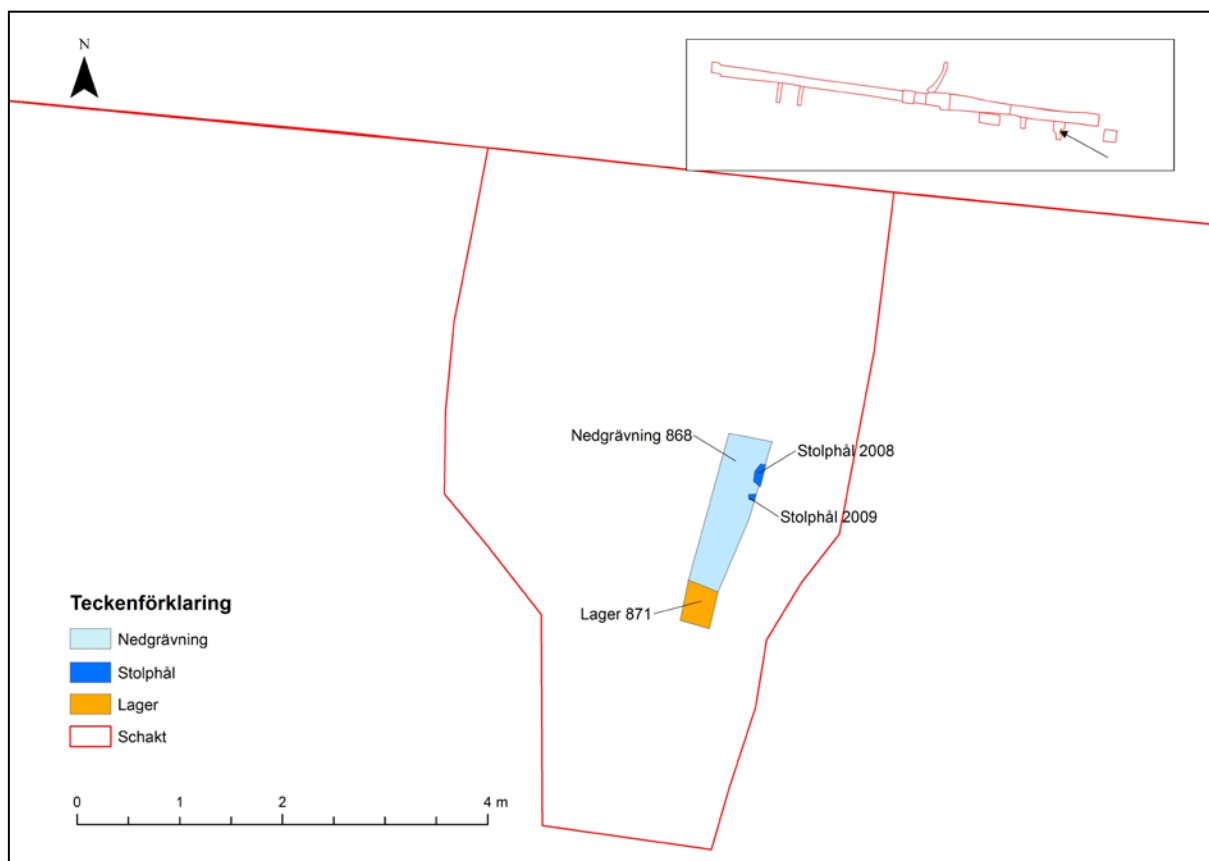 N
Nedgrävning 868
Stolphål 2008
Stolphål 2009
Lager 871
Teckenförklaring
Nedgrävning
Stolphål
Lager
Schakt
0 1 2 4 m